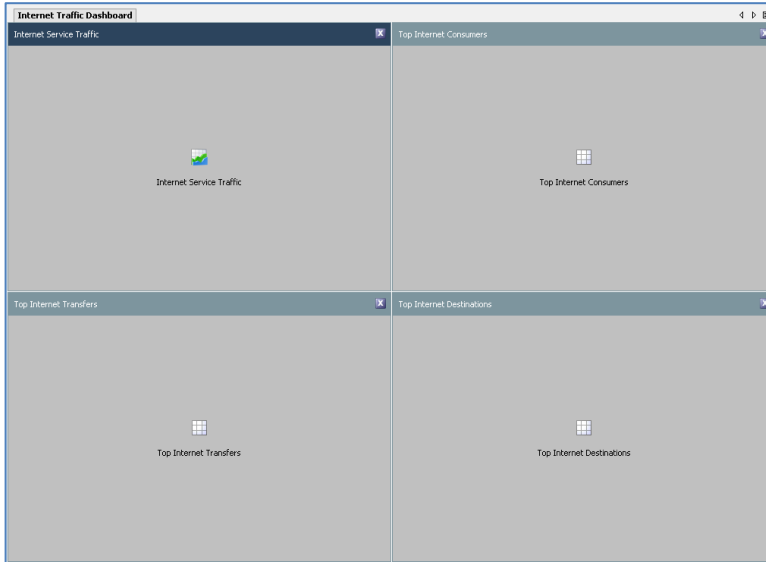 Internet Traffic Dashboard
Internet Service Traffic
Top Internet Consumers
Internet Service Traffic
Top Internet Consumers
Top Internet Transfers
Top Internet Destinations
Top Internet Transfers
Top Internet Destinations